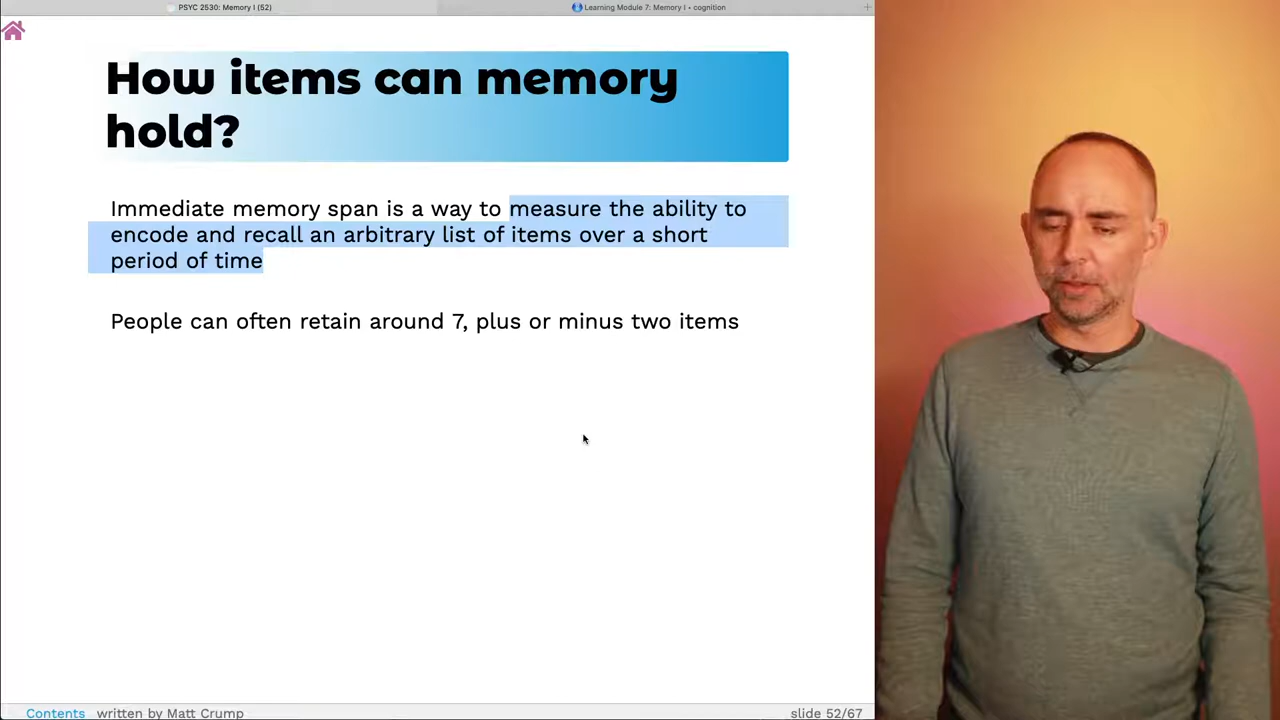 PSYC 2530: Memory I (52)
Learning Module 7: Memory I • cognition
How items can memory
hold?
Immediate memory span is a way to measure the ability to
encode and recall an arbitrary list of items over a short
period of time
People can often retain around 7, plus or minus two items
Contents written by Matt Crump
slide 52/67